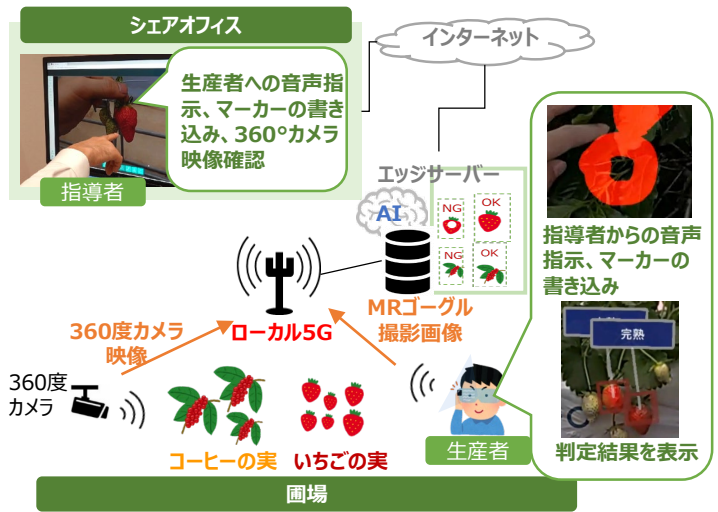 シェアオフィス
生産者への音声指
示、マーカーの書き
込み、360°カメラ
映像確認
指導者
インターネット
エッジサーバー
AI
NG
OK
NG
OK
指導者からの音声
指示、マーカーの
書き込み
完熟
判定結果を表示
ローカル5G
MRゴーグル
撮影画像
360度カメラ
映像
360度
カメラ
コーヒーの実
いちごの実
生産者
圃場